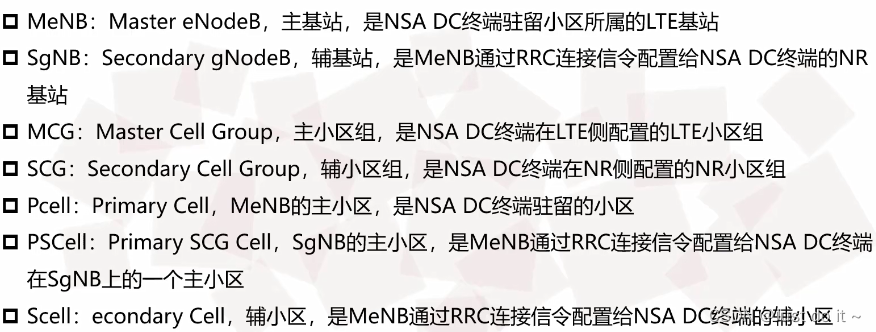 MeNB：Master eNodeB，主基站，是NSA DC终端驻留小区所属的LTE基站
SgNB：Secondary gNodeB，辅基站，是MeNB通过RRC连接信令配置给NSA DC终端的NR
基站
MCG：Master Cell Group，主小区组，是NSA DC终端在LTE侧配置的LTE小区组
SCG：Secondary Cell Group，辅小区组，是NSA DC终端在NR侧配置的NR小区组
Pcell：Primary Cell，MeNB的主小区，是NSA DC终端驻留的小区
PSCell：Primary SCG Cell，SgNB的主小区，是MeNB通过RRC连接信令配置给NSA DC终端
在SgNB上的一个主小区
Scell：econdary Cell，辅小区，是MeNB通过RRC连接信令配置给NSA DC终端的辅小区
it ~